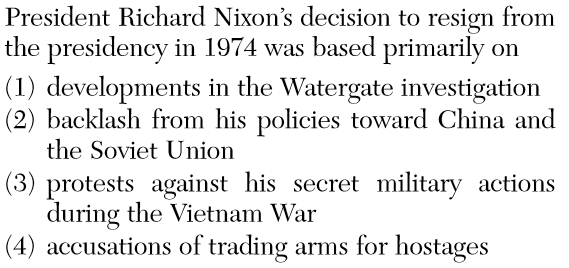 President Richard Nixon’s decision to resign from
the presidency in 1974 was based primarily on
(1) developments in the Watergate investigation
(2) backlash from his policies toward China and
the Soviet Union
(3) protests against his secret military actions
during the Vietnam War
(4) accusations of trading arms for hostages